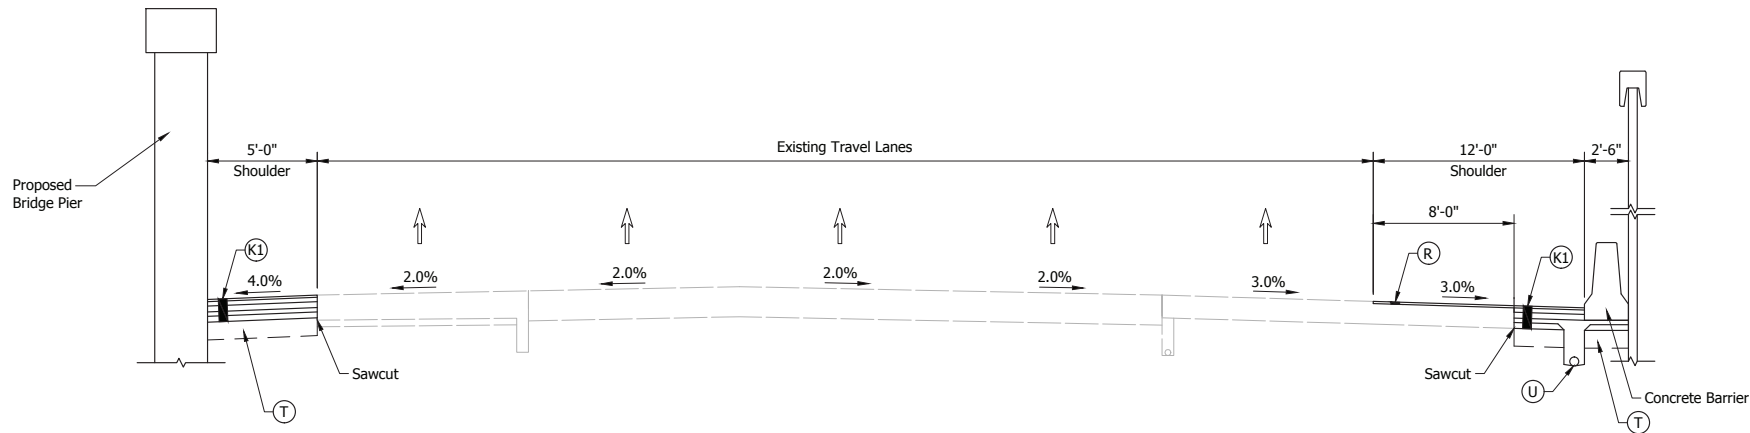 5'-0"
Shoulder
Existing Travel Lanes
12'-0"
Shoulder
2'-6"
Proposed
Bridge Pier
8'-0"
K1
4.0%
2.0%
2.0%
2.0%
2.0%
3.0%
R
3.0%
K1
Sawcut
T
Sawcut
U
Concrete Barrier
T